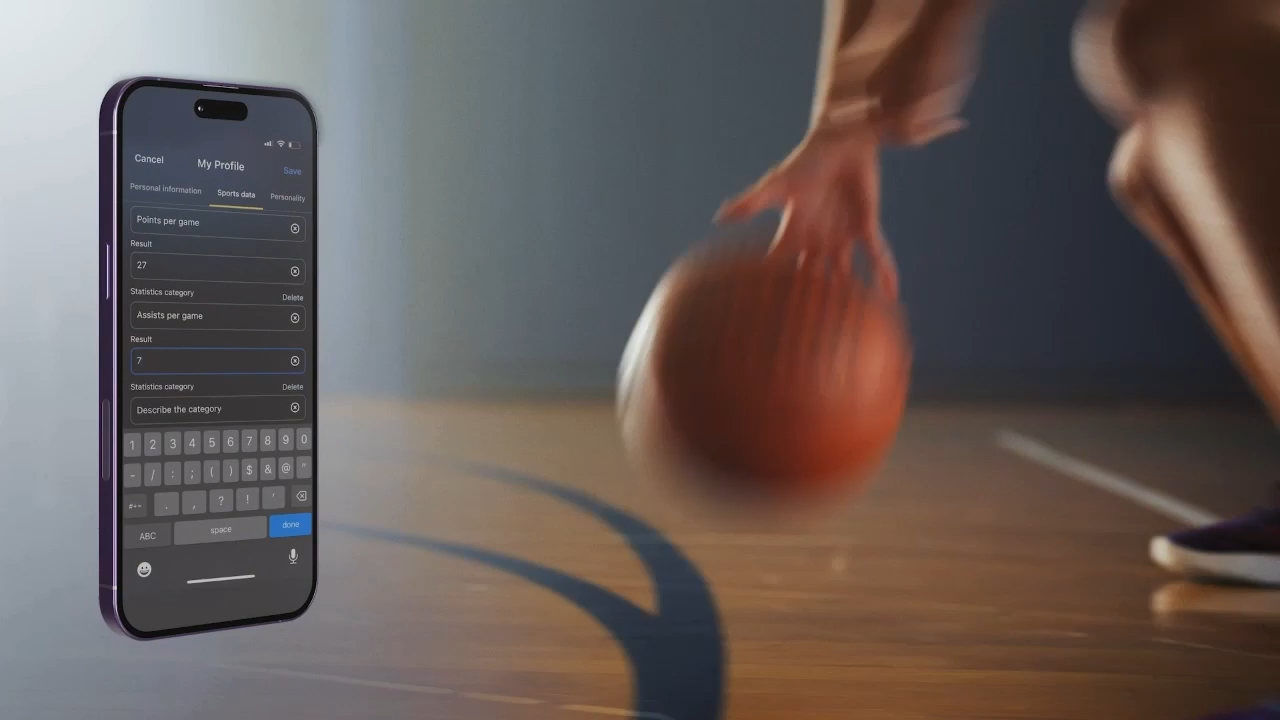 Cancel
My Profile
Save
Personal information
Sports data
Personality
Points per game
Result
27
Statistics category
Delete
Assists per game
Result
7
Statistics category
Delete
Describe the category
1 2 3 4 5 6 7 8 9 0
- / : ; ( ) $ & @ "
#+= . , ? ! '
ABC
space
done